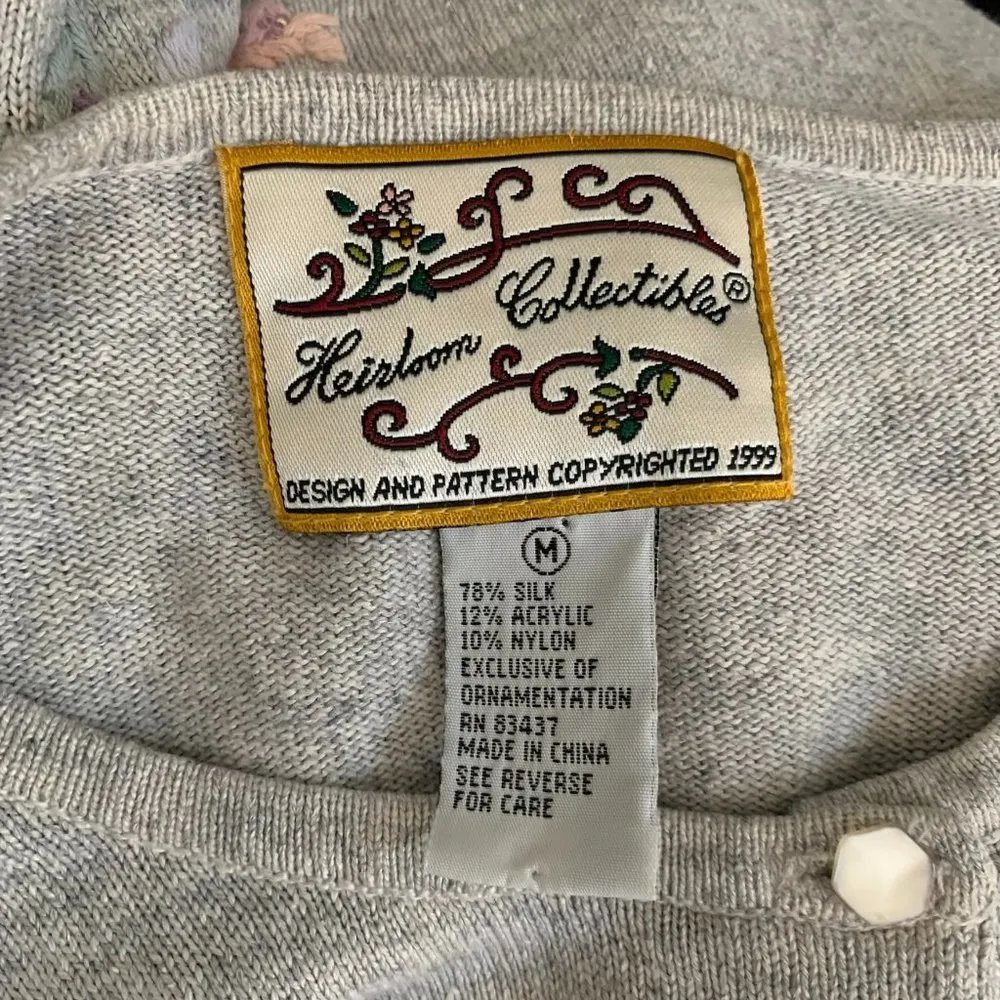 Heirloom Collectibles®
DESIGN AND PATTERN COPYRIGHTED 1999
M
78% SILK
12% ACRYLIC
10% NYLON
EXCLUSIVE OF
ORNAMENTATION
RN 83437
MADE IN CHINA
SEE REVERSE
FOR CARE